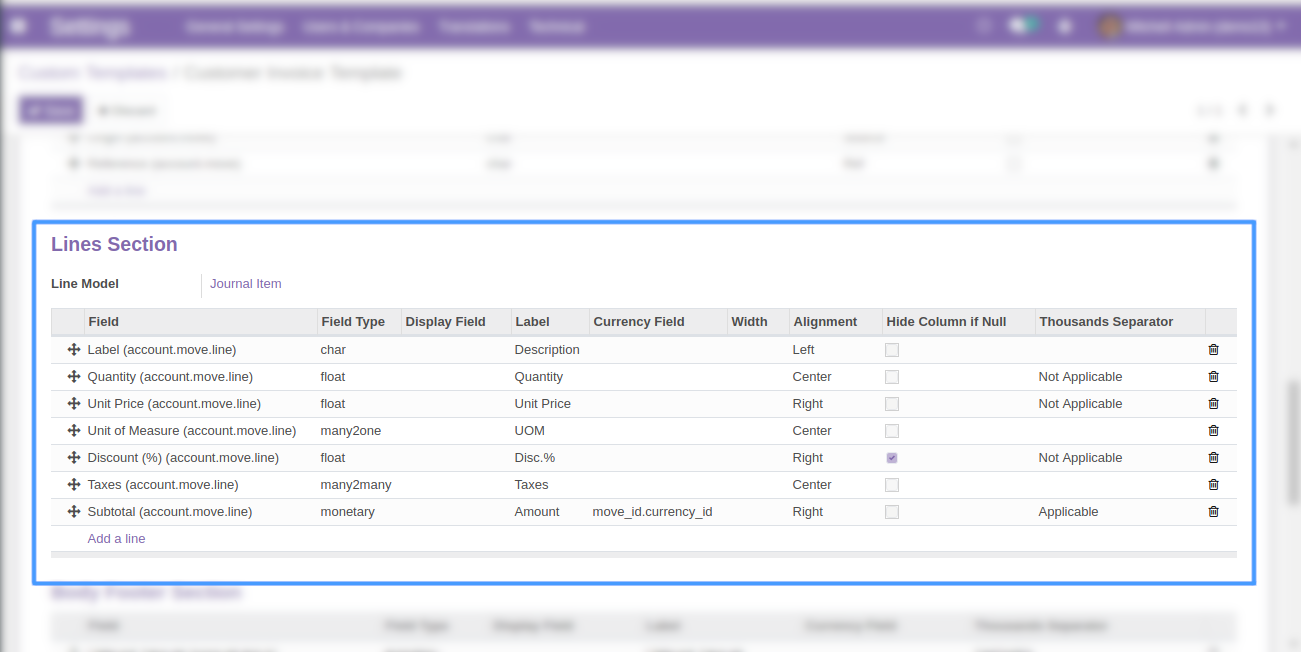 Settings
General Settings Users & Companies Translations Technical
Custom Templates / Customer Invoice Template
Save Discard
Reference (account.move) char Ref
Add a line
Lines Section
Line Model Journal Item
Field Field Type Display Field Label Currency Field Width Alignment Hide Column if Null Thousands Separator
Label (account.move.line) char Description Left
Quantity (account.move.line) float Quantity Center Not Applicable
Unit Price (account.move.line) float Unit Price Right Not Applicable
Unit of Measure (account.move.line) many2one UOM Center
Discount (%) (account.move.line) float Disc.% Right Not Applicable
Taxes (account.move.line) many2many Taxes Center
Subtotal (account.move.line) monetary Amount move_id.currency_id Right Applicable
Add a line
Body Footer Section
Field Field Type Display Field Label Currency Field Thousands Separator